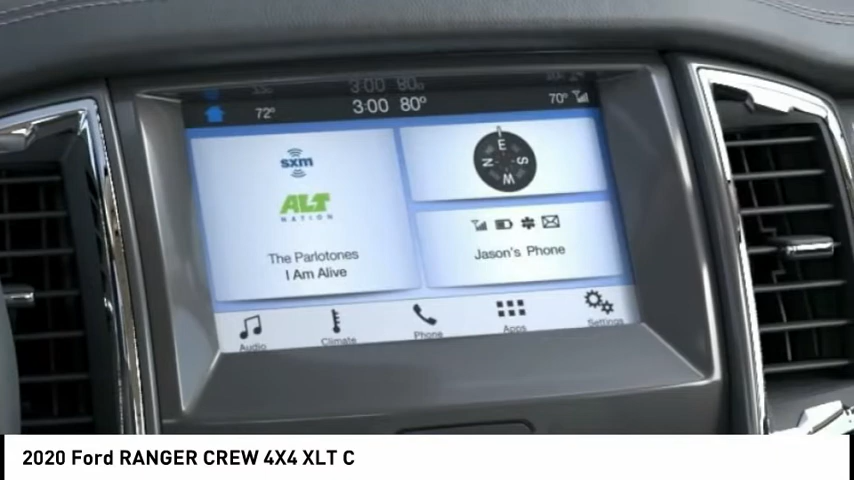 72° 3:00 80° 70°
sxm
ALT
NATION
The Parlotones
I Am Alive
E
N S
W
Jason's Phone
Audio Climate Phone Apps Settings
2020 Ford RANGER CREW 4X4 XLT C